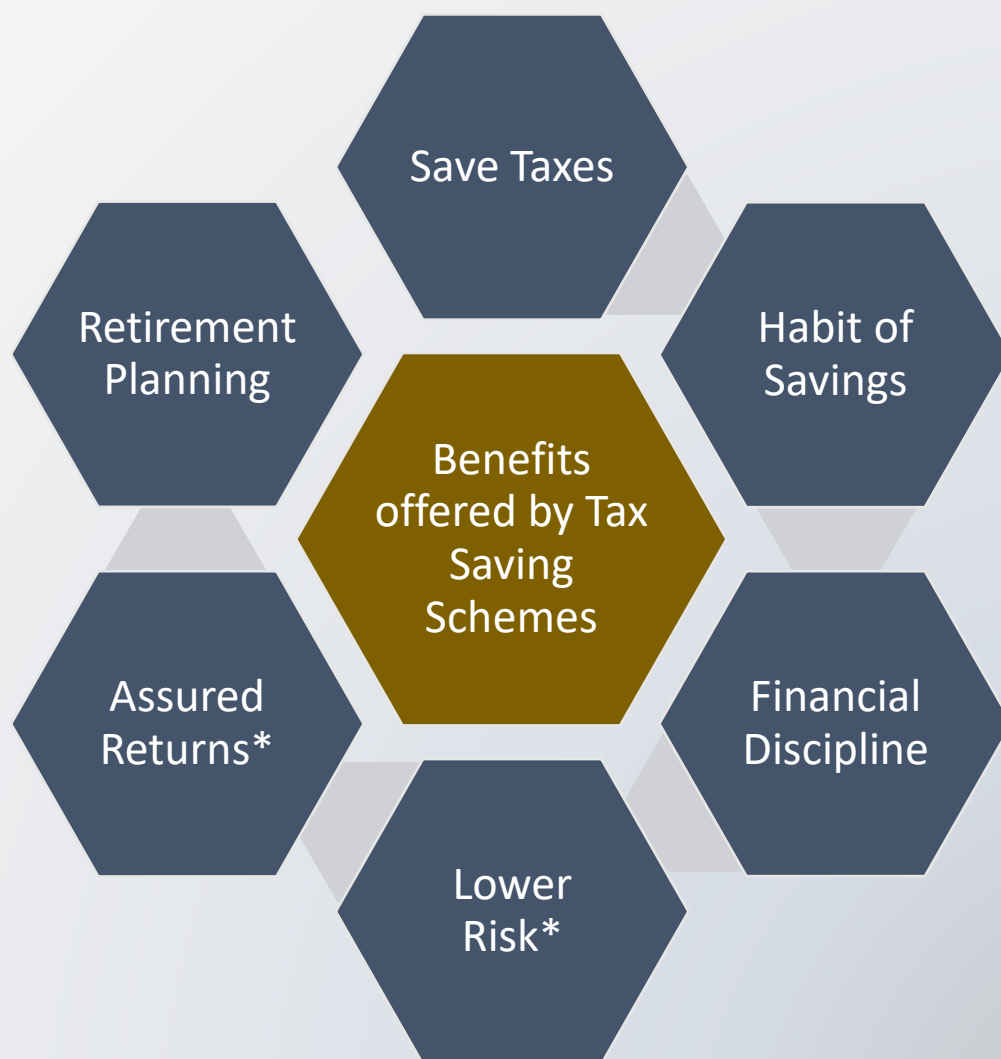 Save Taxes
Habit of
Savings
Financial
Discipline
Lower
Risk*
Assured
Returns*
Retirement
Planning
Benefits
offered by Tax
Saving
Schemes